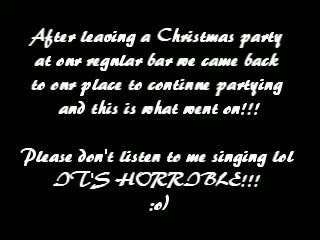 After leaving a Christmas party
at our regular bar we came back
to our place to continue partying
and this is what went on!!!
Please don't listen to me singing lol
IT'S HORRIBLE!!!
:o)